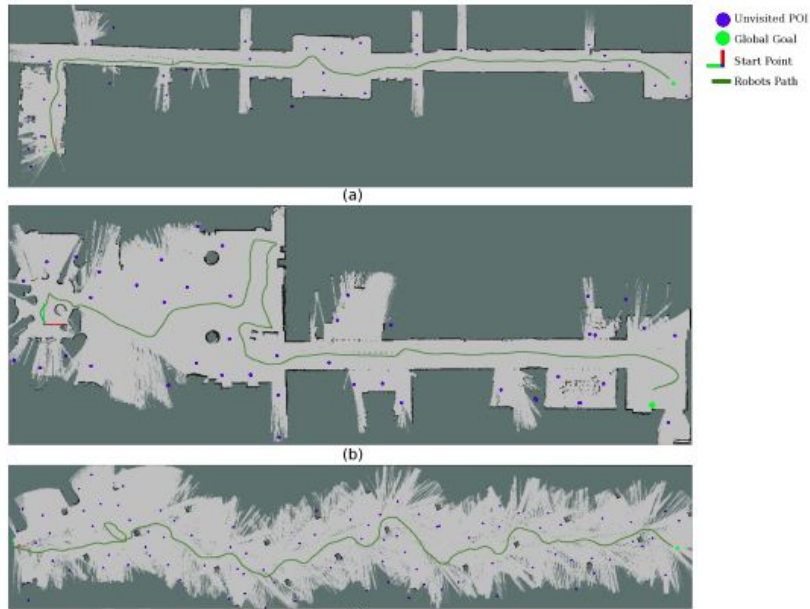 Unvisited POI
Global Goal
Start Point
Robots Path
(a)
(b)